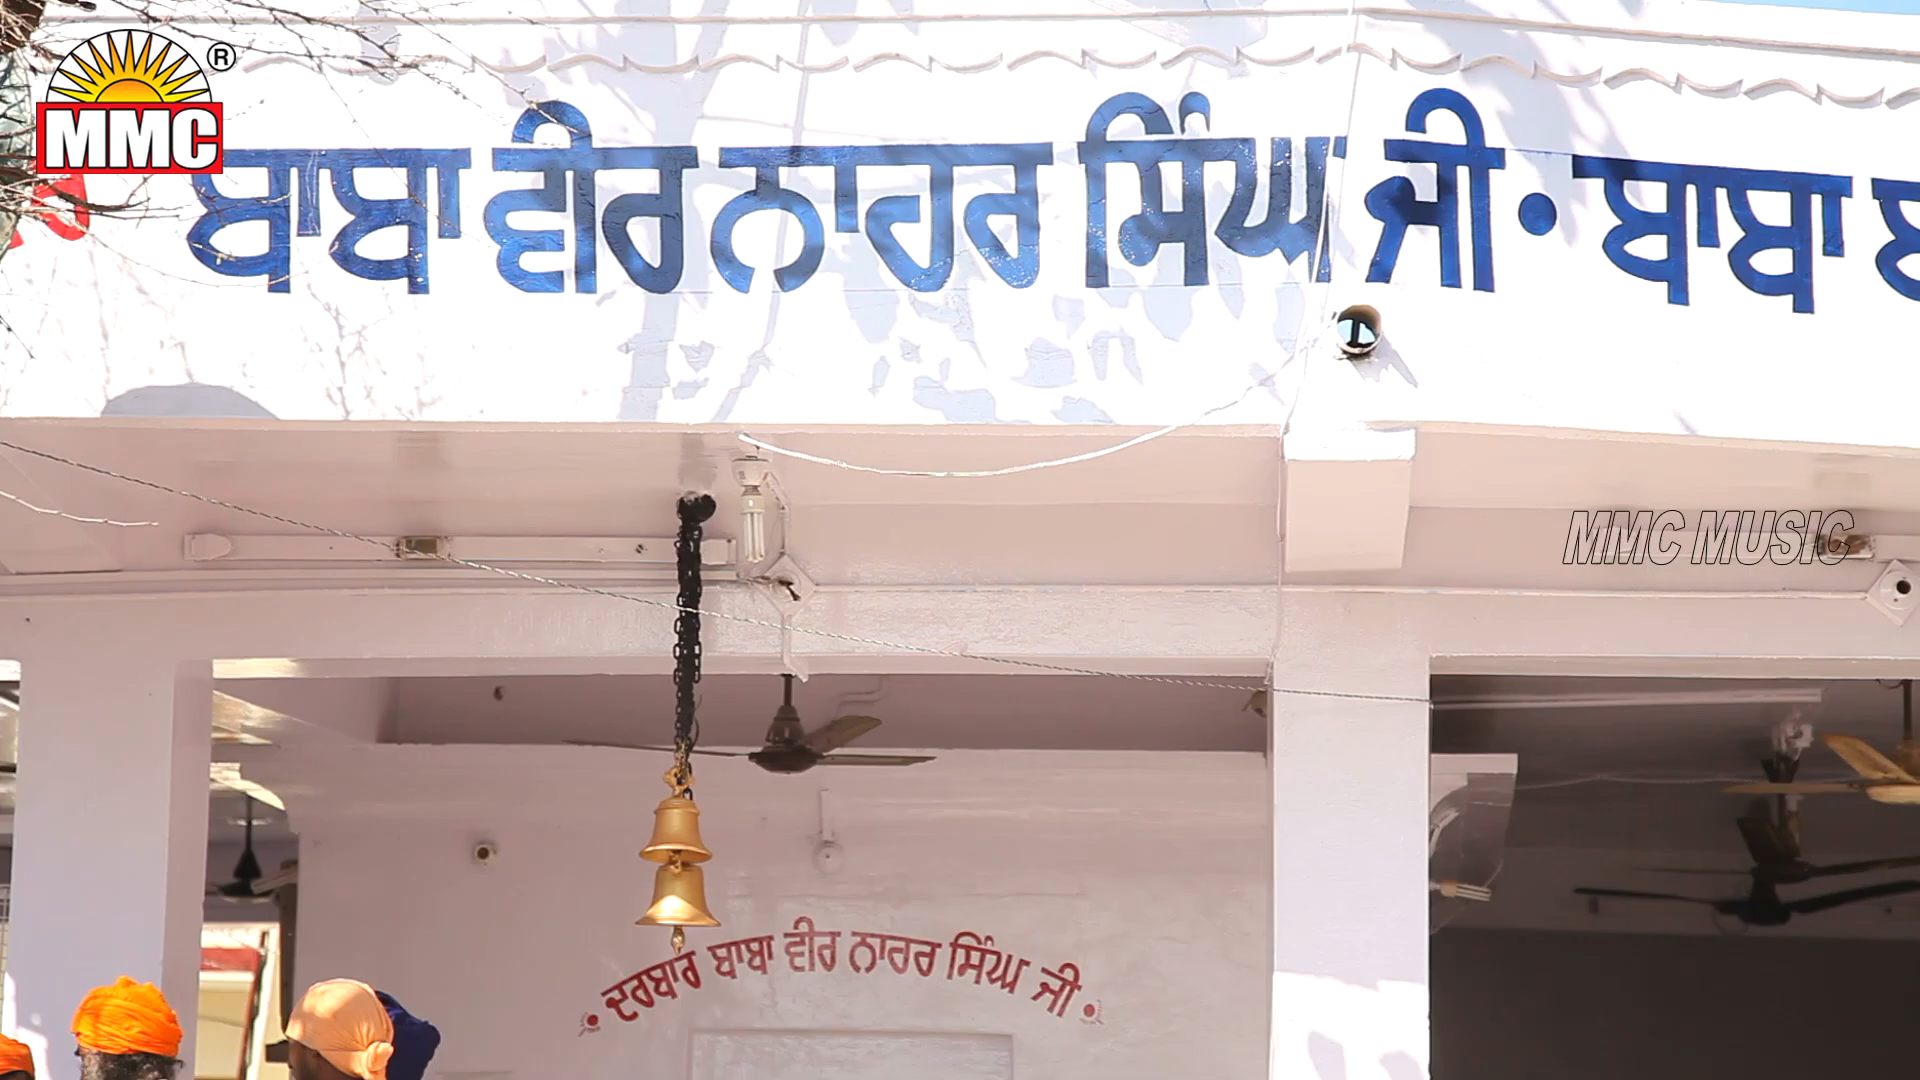 MMC ®
ਬਾਬਾ ਵੀਰ ਨਾਹਰ ਸਿੰਘ ਜੀ • ਬਾਬਾ
MMC MUSIC
• ਦਰਬਾਰ ਬਾਬਾ ਵੀਰ ਨਾਹਰ ਸਿੰਘ ਜੀ •